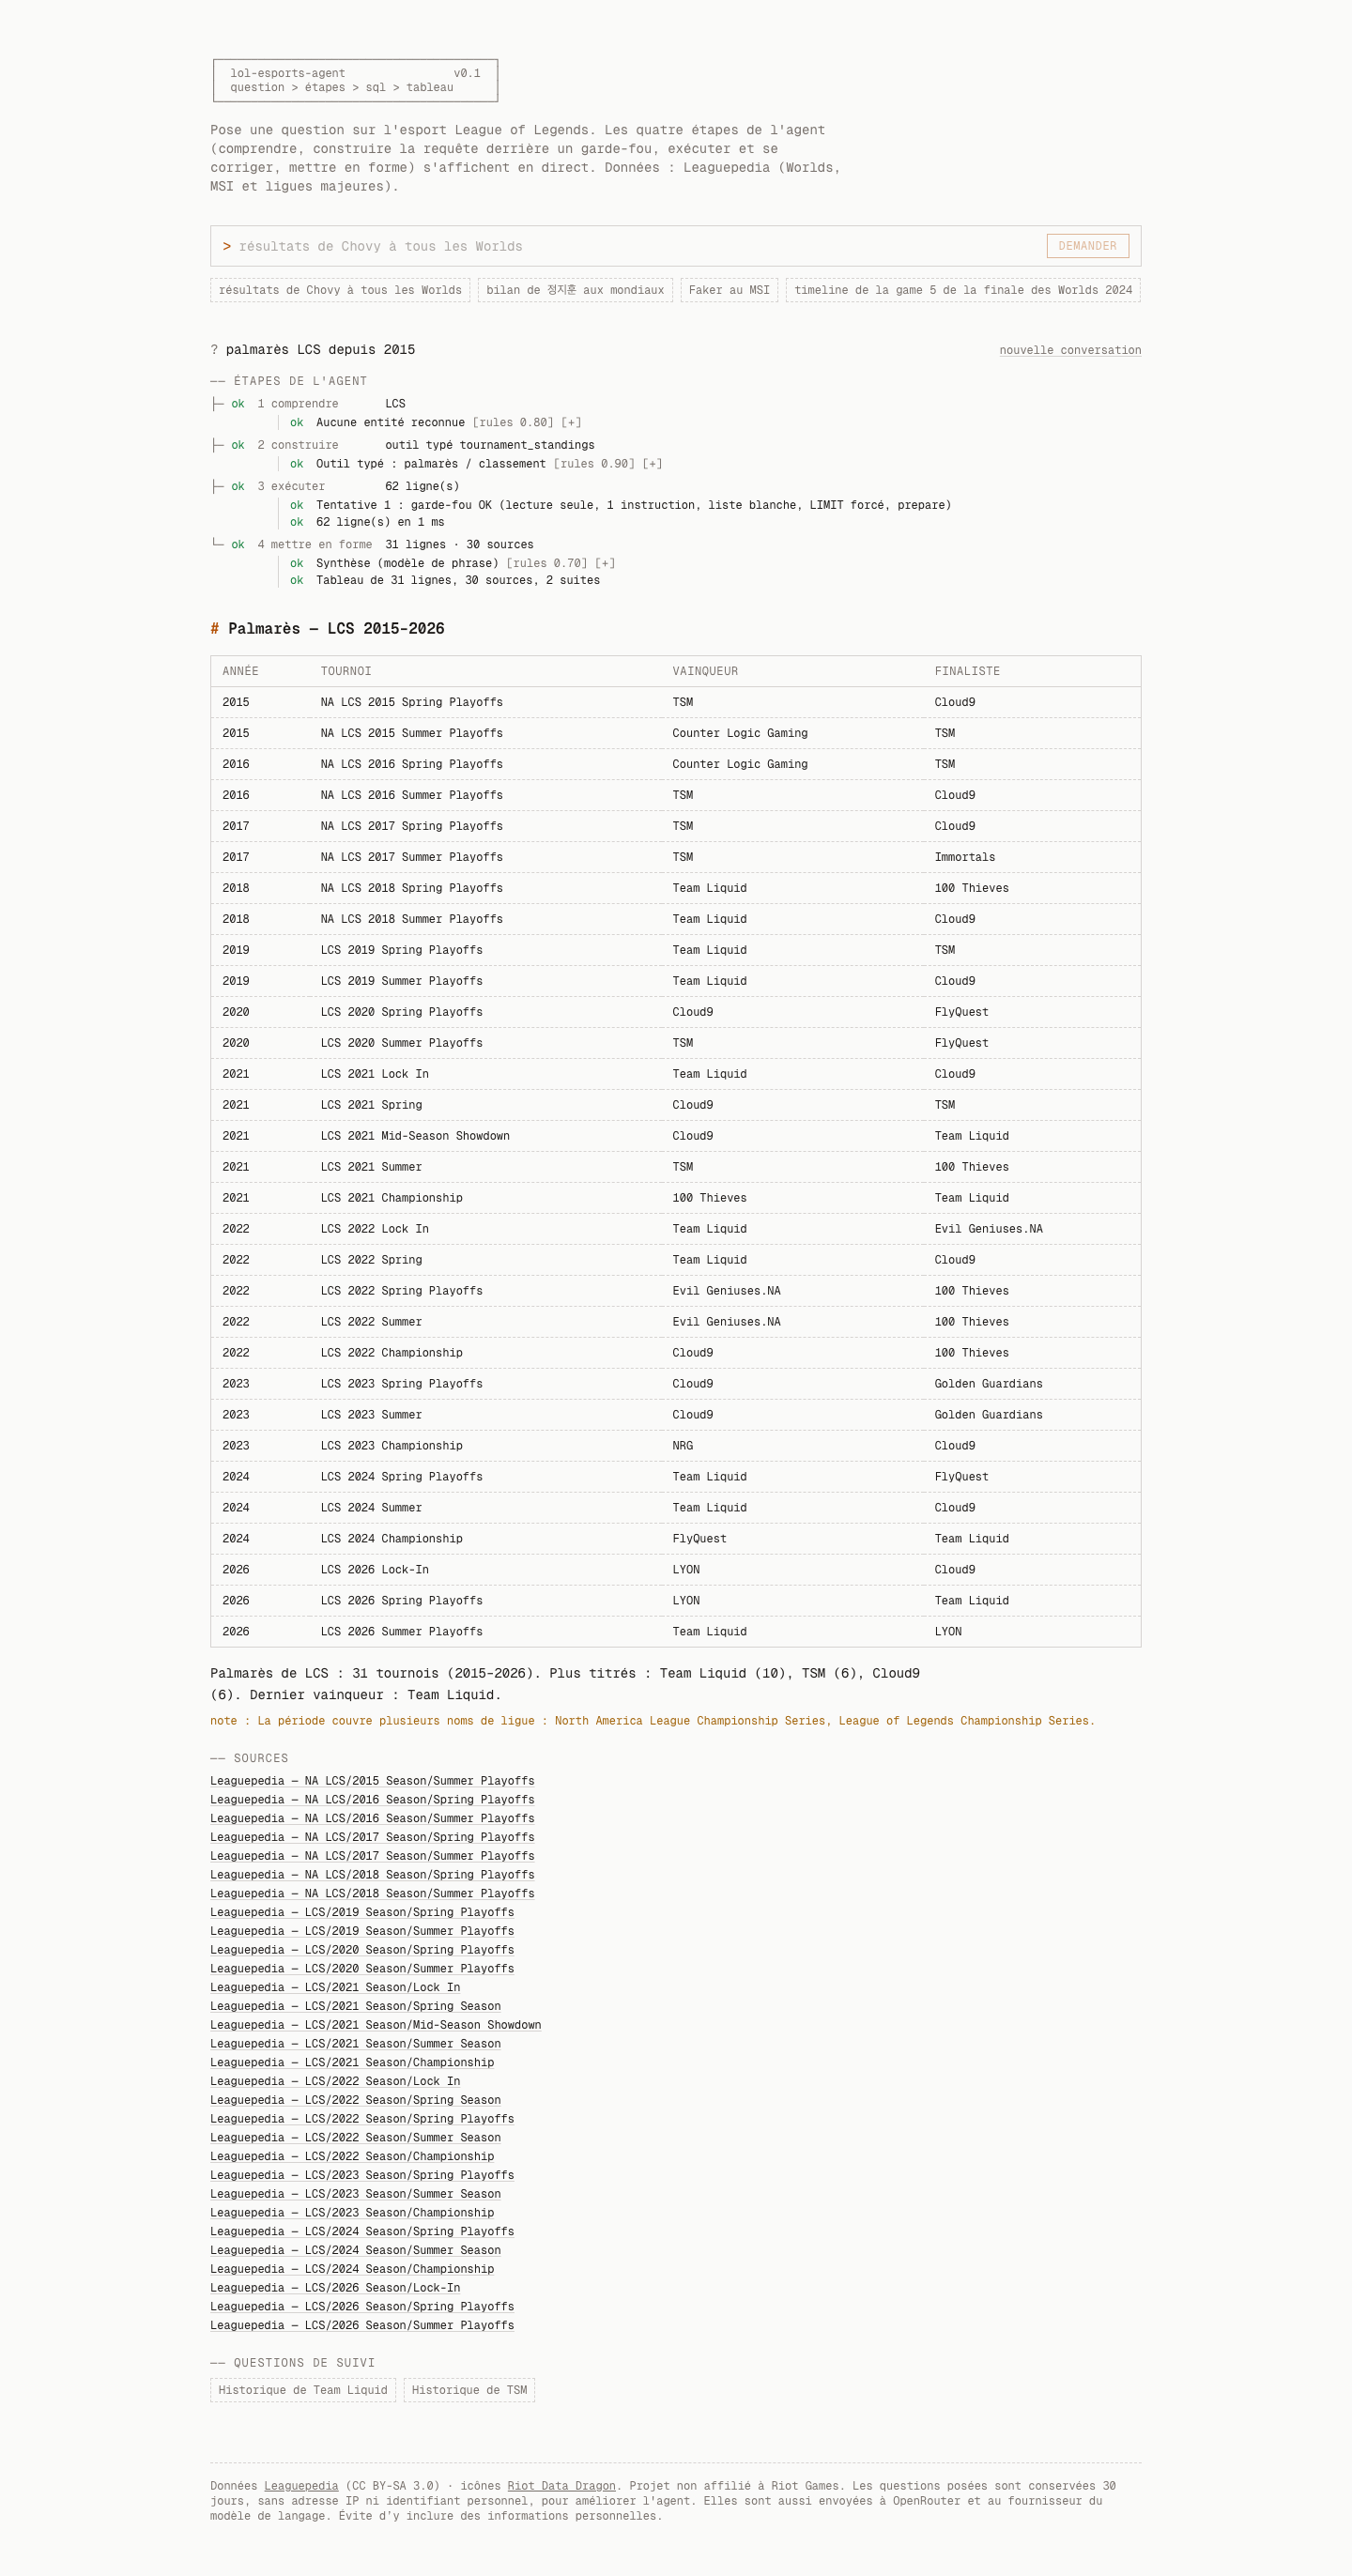 lol-esports-agent v0.1
question > étapes > sql > tableau
Pose une question sur l'esport League of Legends. Les quatre étapes de l'agent
(comprendre, construire la requête derrière un garde-fou, exécuter et se
corriger, mettre en forme) s'affichent en direct. Données : Leaguepedia (Worlds,
MSI et ligues majeures).
> résultats de Chovy à tous les Worlds DEMANDER
résultats de Chovy à tous les Worlds bilan de 정지훈 aux mondiaux Faker au MSI timeline de la game 5 de la finale des Worlds 2024
? palmarès LCS depuis 2015 nouvelle conversation
—— ÉTAPES DE L'AGENT
├─ ok 1 comprendre LCS
ok Aucune entité reconnue [rules 0.80] [+]
├─ ok 2 construire outil typé tournament_standings
ok Outil typé : palmarès / classement [rules 0.90] [+]
├─ ok 3 exécuter 62 ligne(s)
ok Tentative 1 : garde-fou OK (lecture seule, 1 instruction, liste blanche, LIMIT forcé, prepare)
ok 62 ligne(s) en 1 ms
└─ ok 4 mettre en forme 31 lignes · 30 sources
ok Synthèse (modèle de phrase) [rules 0.70] [+]
ok Tableau de 31 lignes, 30 sources, 2 suites
# Palmarès — LCS 2015–2026
ANNÉE TOURNOI VAINQUEUR FINALISTE
2015 NA LCS 2015 Spring Playoffs TSM Cloud9
2015 NA LCS 2015 Summer Playoffs Counter Logic Gaming TSM
2016 NA LCS 2016 Spring Playoffs Counter Logic Gaming TSM
2016 NA LCS 2016 Summer Playoffs TSM Cloud9
2017 NA LCS 2017 Spring Playoffs TSM Cloud9
2017 NA LCS 2017 Summer Playoffs TSM Immortals
2018 NA LCS 2018 Spring Playoffs Team Liquid 100 Thieves
2018 NA LCS 2018 Summer Playoffs Team Liquid Cloud9
2019 LCS 2019 Spring Playoffs Team Liquid TSM
2019 LCS 2019 Summer Playoffs Team Liquid Cloud9
2020 LCS 2020 Spring Playoffs Cloud9 FlyQuest
2020 LCS 2020 Summer Playoffs TSM FlyQuest
2021 LCS 2021 Lock In Team Liquid Cloud9
2021 LCS 2021 Spring Cloud9 TSM
2021 LCS 2021 Mid-Season Showdown Cloud9 Team Liquid
2021 LCS 2021 Summer TSM 100 Thieves
2021 LCS 2021 Championship 100 Thieves Team Liquid
2022 LCS 2022 Lock In Team Liquid Evil Geniuses.NA
2022 LCS 2022 Spring Team Liquid Cloud9
2022 LCS 2022 Spring Playoffs Evil Geniuses.NA 100 Thieves
2022 LCS 2022 Summer Evil Geniuses.NA 100 Thieves
2022 LCS 2022 Championship Cloud9 100 Thieves
2023 LCS 2023 Spring Playoffs Cloud9 Golden Guardians
2023 LCS 2023 Summer Cloud9 Golden Guardians
2023 LCS 2023 Championship NRG Cloud9
2024 LCS 2024 Spring Playoffs Team Liquid FlyQuest
2024 LCS 2024 Summer Team Liquid Cloud9
2024 LCS 2024 Championship FlyQuest Team Liquid
2026 LCS 2026 Lock-In LYON Cloud9
2026 LCS 2026 Spring Playoffs LYON Team Liquid
2026 LCS 2026 Summer Playoffs Team Liquid LYON
Palmarès de LCS : 31 tournois (2015–2026). Plus titrés : Team Liquid (10), TSM (6), Cloud9
(6). Dernier vainqueur : Team Liquid.
note : La période couvre plusieurs noms de ligue : North America League Championship Series, League of Legends Championship Series.
—— SOURCES
Leaguepedia — NA LCS/2015 Season/Summer Playoffs
Leaguepedia — NA LCS/2016 Season/Spring Playoffs
Leaguepedia — NA LCS/2016 Season/Summer Playoffs
Leaguepedia — NA LCS/2017 Season/Spring Playoffs
Leaguepedia — NA LCS/2017 Season/Summer Playoffs
Leaguepedia — NA LCS/2018 Season/Spring Playoffs
Leaguepedia — NA LCS/2018 Season/Summer Playoffs
Leaguepedia — LCS/2019 Season/Spring Playoffs
Leaguepedia — LCS/2019 Season/Summer Playoffs
Leaguepedia — LCS/2020 Season/Spring Playoffs
Leaguepedia — LCS/2020 Season/Summer Playoffs
Leaguepedia — LCS/2021 Season/Lock In
Leaguepedia — LCS/2021 Season/Spring Season
Leaguepedia — LCS/2021 Season/Mid-Season Showdown
Leaguepedia — LCS/2021 Season/Summer Season
Leaguepedia — LCS/2021 Season/Championship
Leaguepedia — LCS/2022 Season/Lock In
Leaguepedia — LCS/2022 Season/Spring Season
Leaguepedia — LCS/2022 Season/Spring Playoffs
Leaguepedia — LCS/2022 Season/Summer Season
Leaguepedia — LCS/2022 Season/Championship
Leaguepedia — LCS/2023 Season/Spring Playoffs
Leaguepedia — LCS/2023 Season/Summer Season
Leaguepedia — LCS/2023 Season/Championship
Leaguepedia — LCS/2024 Season/Spring Playoffs
Leaguepedia — LCS/2024 Season/Summer Season
Leaguepedia — LCS/2024 Season/Championship
Leaguepedia — LCS/2026 Season/Lock-In
Leaguepedia — LCS/2026 Season/Spring Playoffs
Leaguepedia — LCS/2026 Season/Summer Playoffs
—— QUESTIONS DE SUIVI
Historique de Team Liquid Historique de TSM
Données Leaguepedia (CC BY-SA 3.0) · icônes Riot Data Dragon. Projet non affilié à Riot Games. Les questions posées sont conservées 30
jours, sans adresse IP ni identifiant personnel, pour améliorer l'agent. Elles sont aussi envoyées à OpenRouter et au fournisseur du
modèle de langage. Évite d'y inclure des informations personnelles.